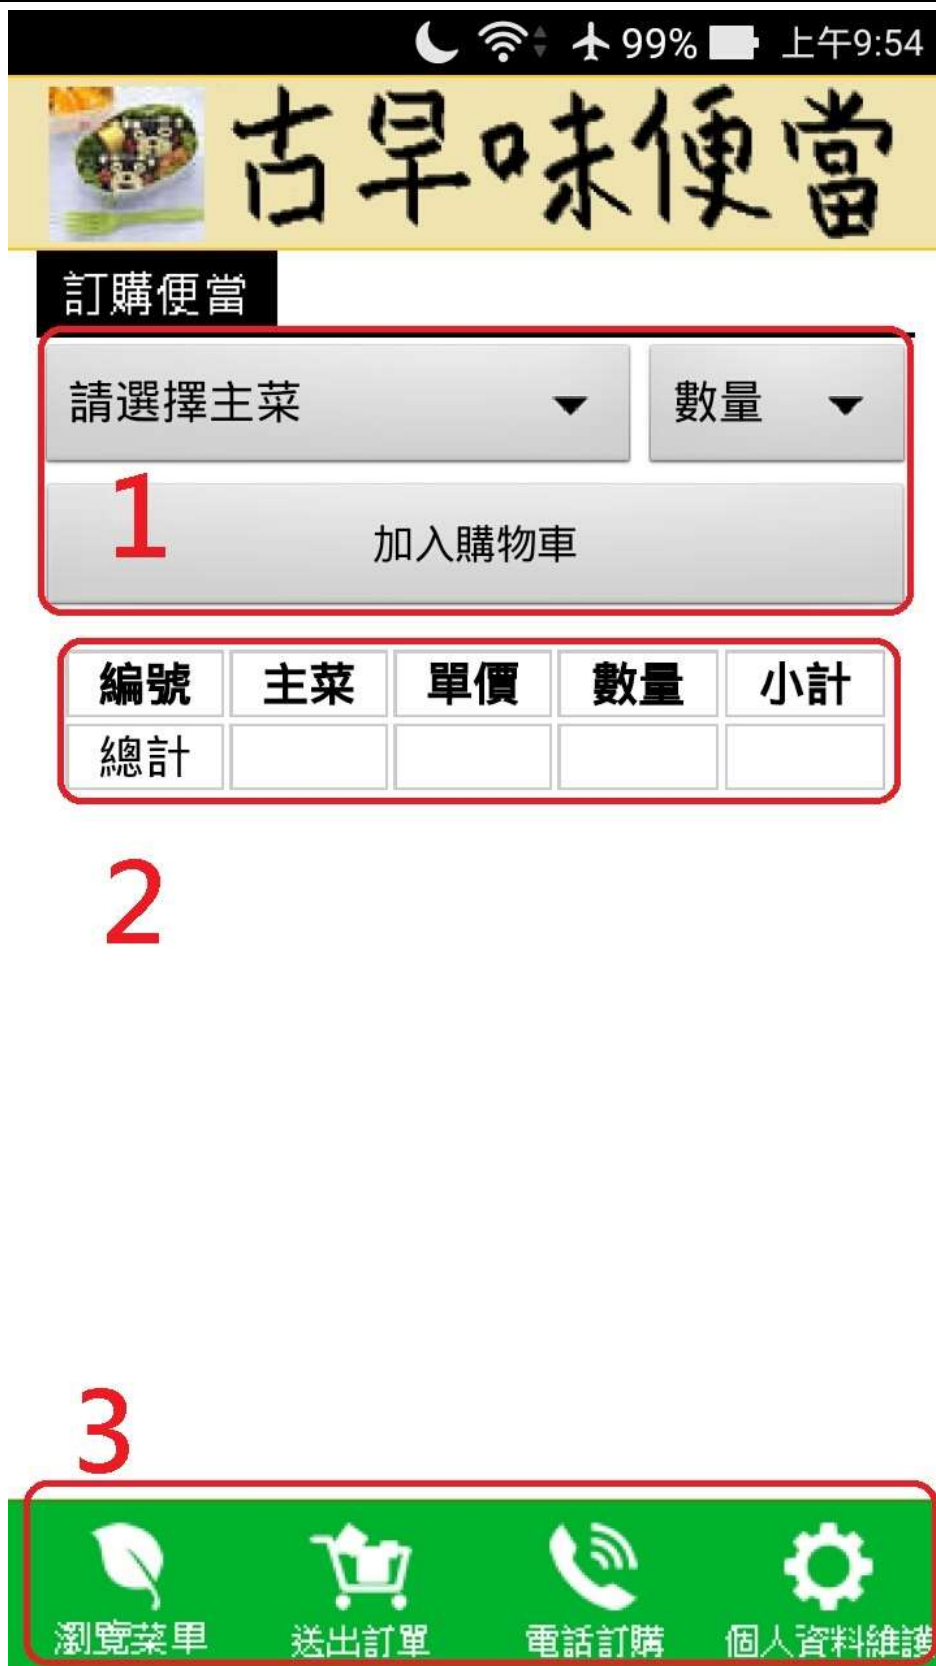 99% 上午9:54
古早味便當
訂購便當
請選擇主菜 數量
1
加入購物車
編號 主菜 單價 數量 小計
總計
2
3
瀏覽菜單 送出訂單 電話訂購 個人資料維護